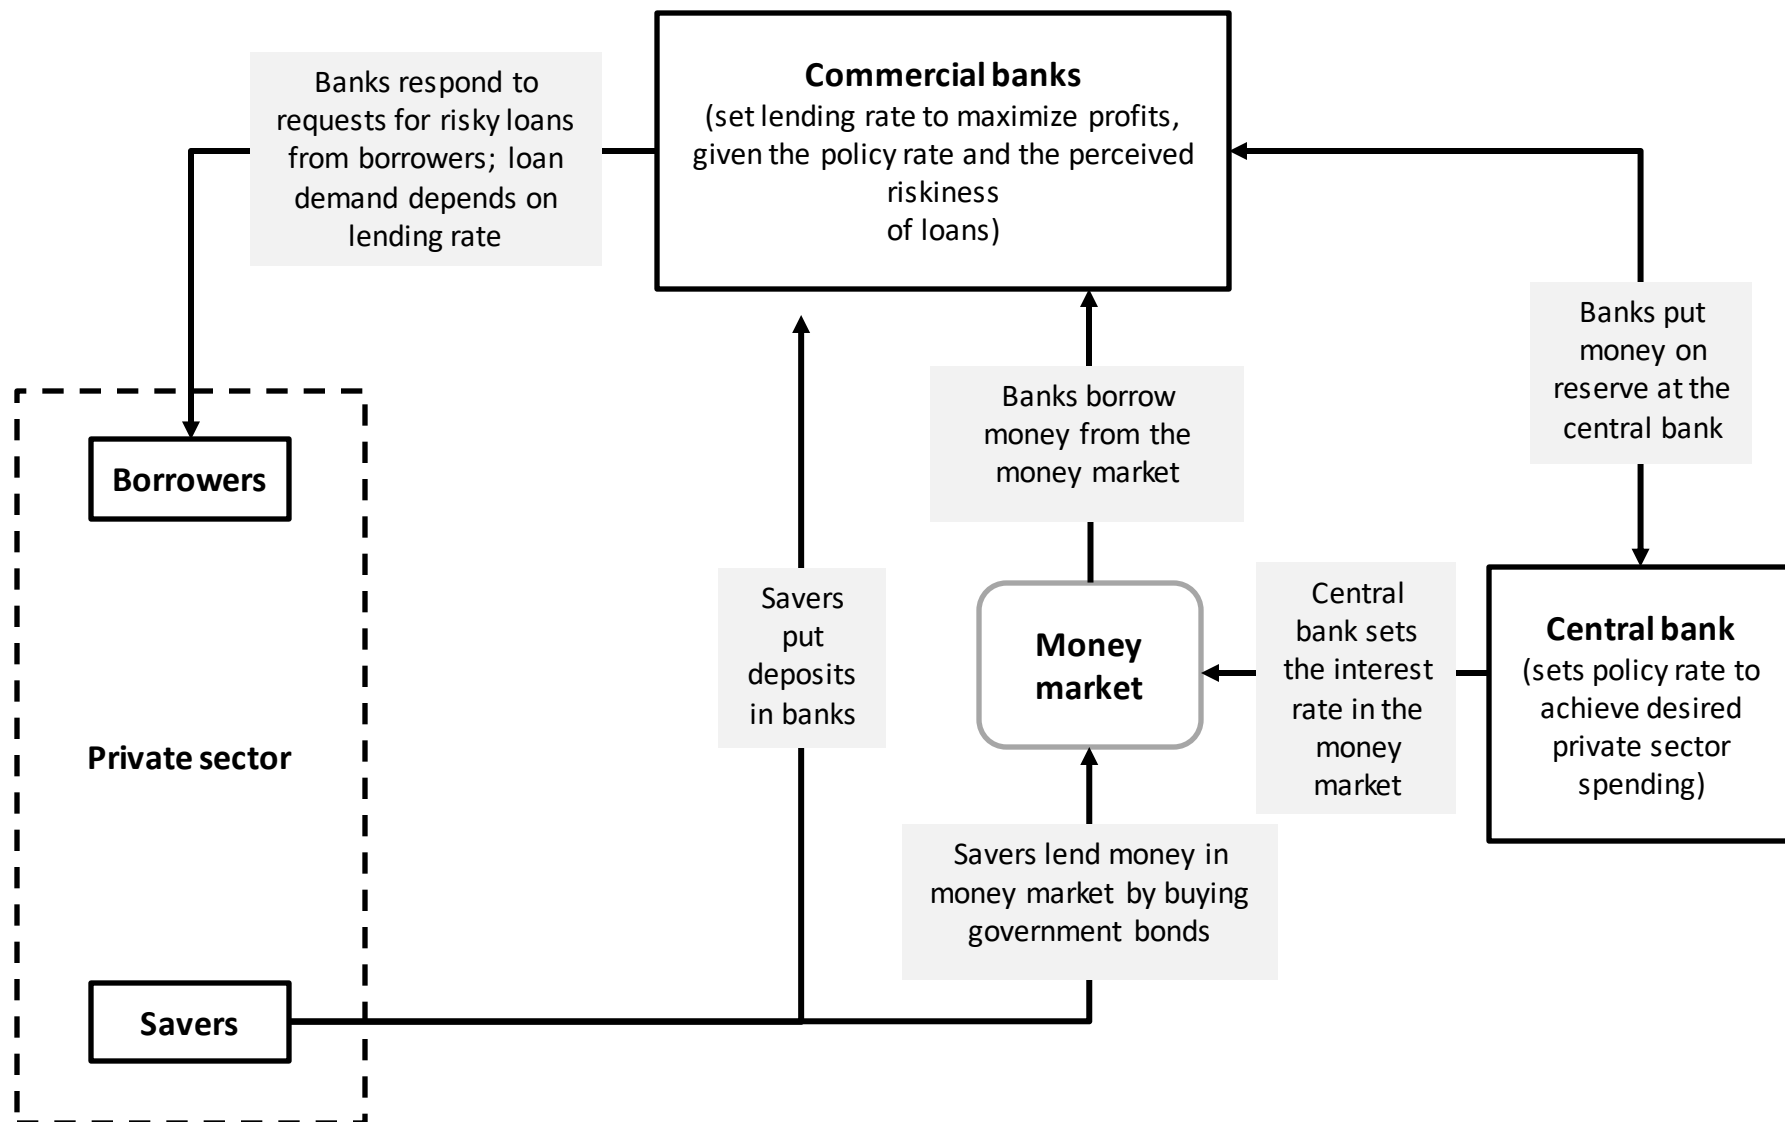 Commercial banks
(set lending rate to maximize profits,
given the policy rate and the perceived
riskiness
of loans)
Banks respond to
requests for risky loans
from borrowers; loan
demand depends on
lending rate
Banks put
money on
reserve at the
central bank
Banks borrow
money from the
money market
Borrowers
Savers
put
deposits
in banks
Money
market
Central
bank sets
the interest
rate in the
money
market
Central bank
(sets policy rate to
achieve desired
private sector
spending)
Private sector
Savers lend money in
money market by buying
government bonds
Savers